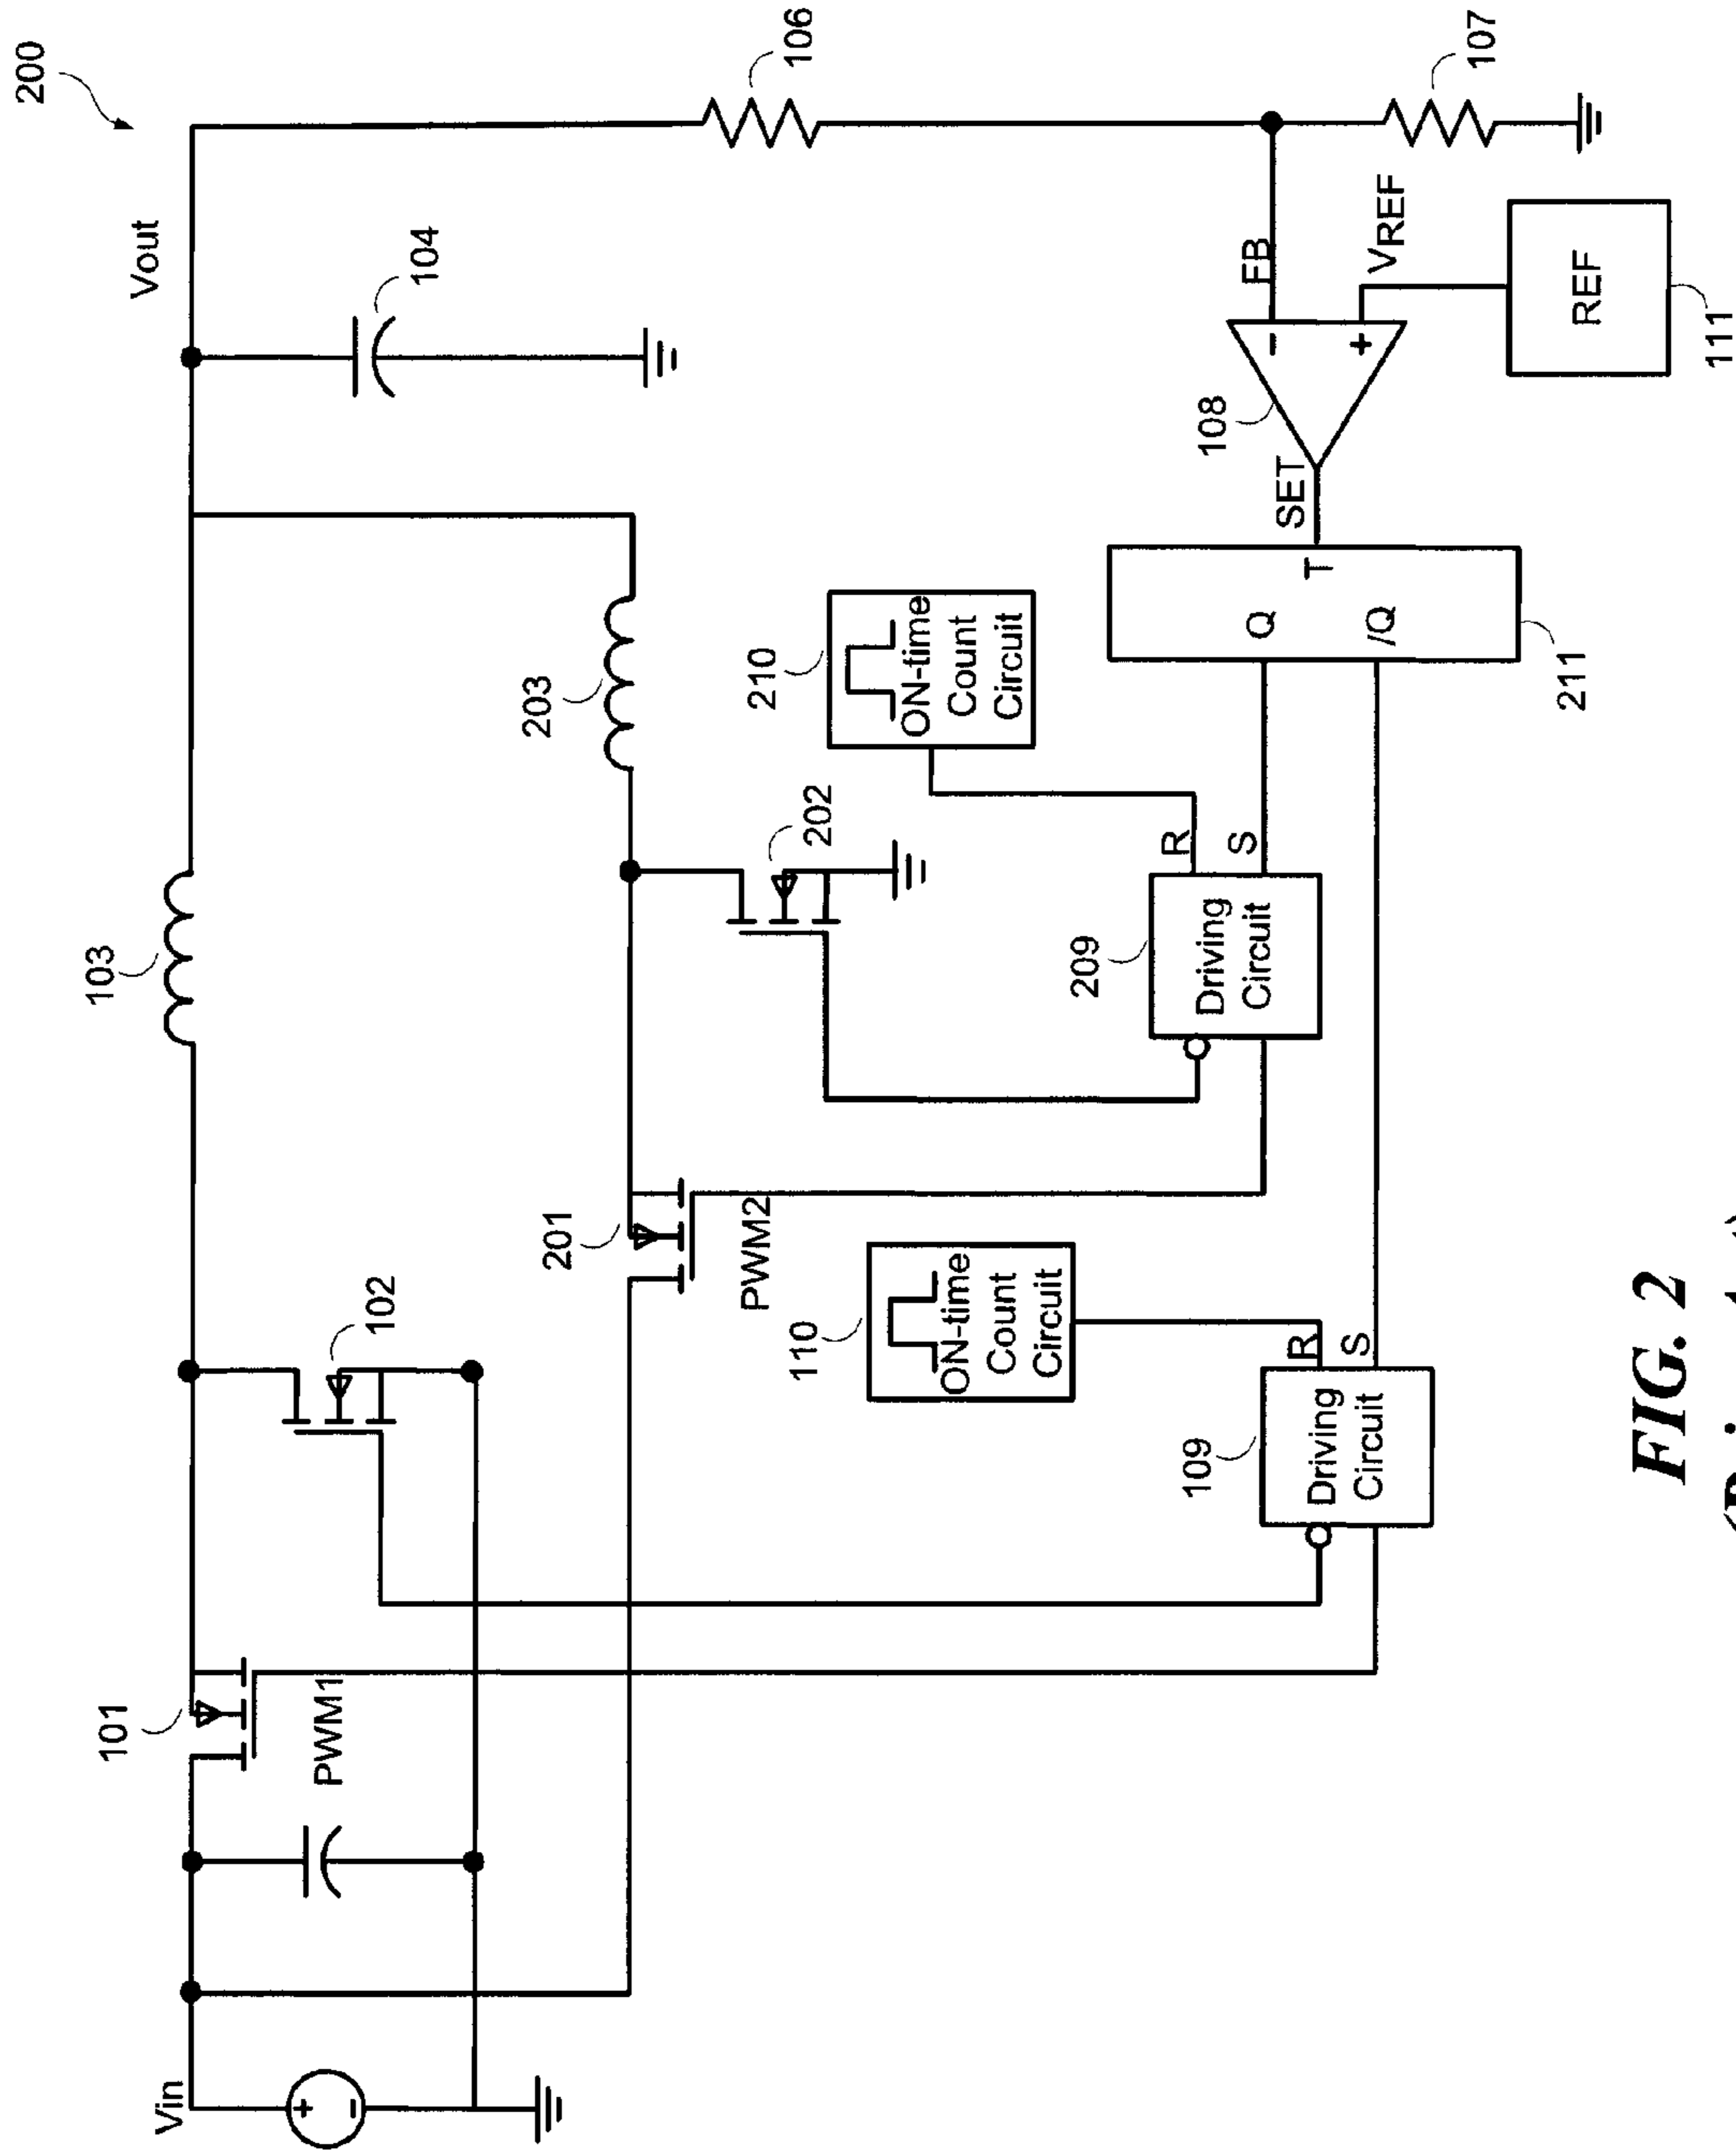 200
Vout
Vin
103
101
102
104
106
PWM1
203
201
202
PWM2
210
ON-time
Count
Circuit
110
ON-time
Count
Circuit
209
Driving
Circuit
R
S
109
Driving
Circuit
R
S
Q
/Q
T
211
SET
108
FB
-
+
VREF
107
REF
111
+
-
FIG. 2